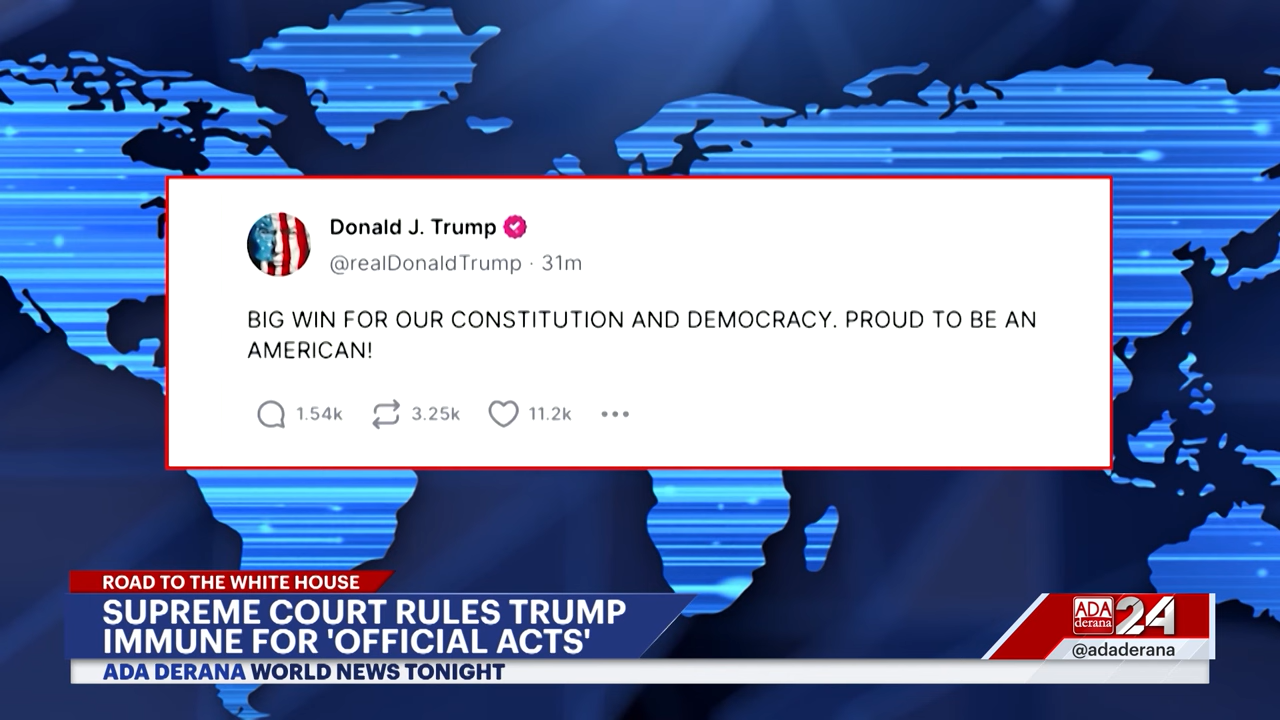 Donald J. Trump
@realDonaldTrump · 31m
BIG WIN FOR OUR CONSTITUTION AND DEMOCRACY. PROUD TO BE AN
AMERICAN!
1.54k 3.25k 11.2k
ROAD TO THE WHITE HOUSE
SUPREME COURT RULES TRUMP
IMMUNE FOR 'OFFICIAL ACTS'
ADA DERANA WORLD NEWS TONIGHT
ADA
derana
24
@adaderana